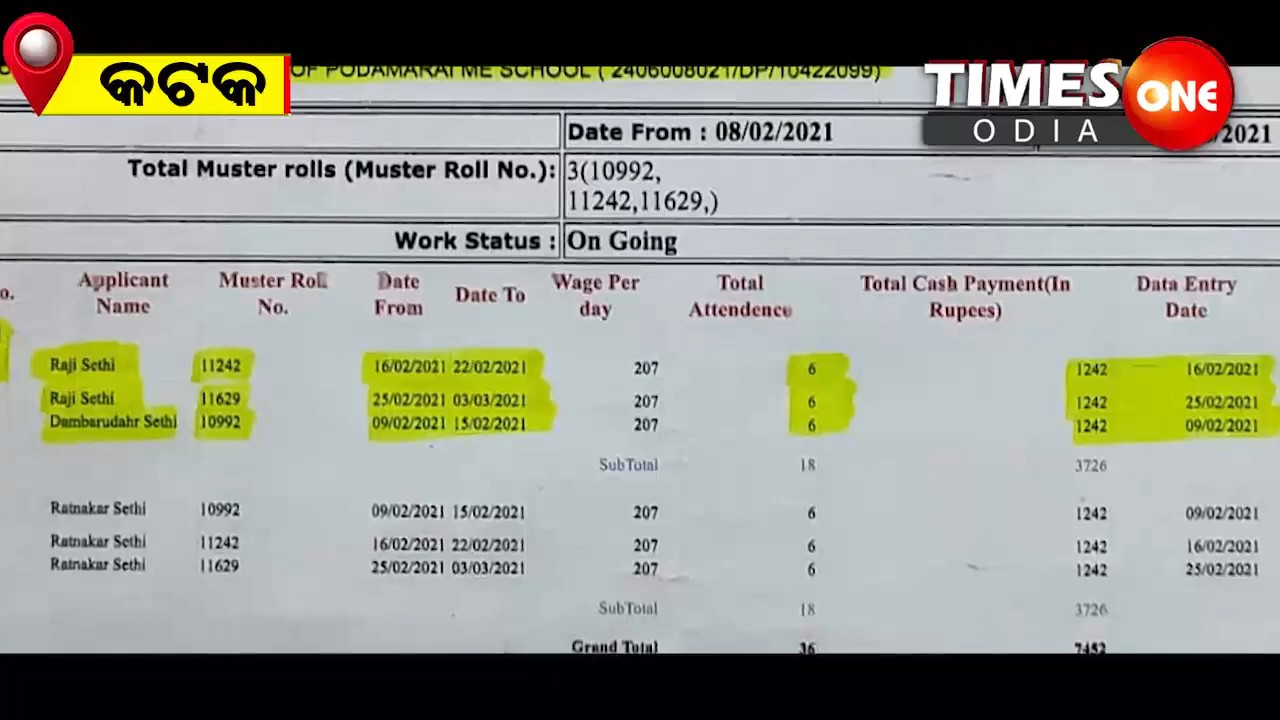 କଟକ
OF PODAMARAI ME SCHOOL ( 2406008021/DP/10422099)
TIMES ONE
ODIA
Date From : 08/02/2021
/2021
Total Muster rolls (Muster Roll No.): 3(10992,
11242,11629,)
Work Status : On Going
o. Applicant Name Muster Roll No. Date From Date To Wage Per day Total Attendence Total Cash Payment(In Rupees) Data Entry Date
Raji Sethi 11242 16/02/2021 22/02/2021 207 6 1242 16/02/2021
Raji Sethi 11629 25/02/2021 03/03/2021 207 6 1242 25/02/2021
Dambarudahr Sethi 10992 09/02/2021 15/02/2021 207 6 1242 09/02/2021
SubTotal 18 3726
Ratnakar Sethi 10992 09/02/2021 15/02/2021 207 6 1242 09/02/2021
Ratnakar Sethi 11242 16/02/2021 22/02/2021 207 6 1242 16/02/2021
Ratnakar Sethi 11629 25/02/2021 03/03/2021 207 6 1242 25/02/2021
SubTotal 18 3726
Grand Total 36 7452